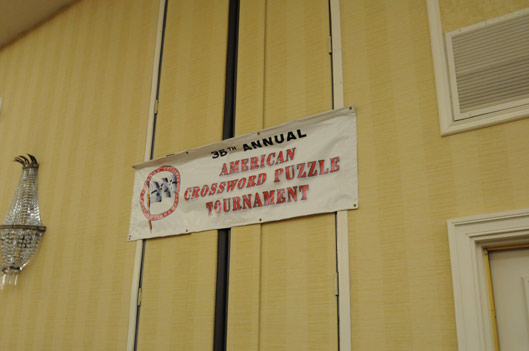 35TH ANNUAL
AMERICAN
CROSSWORD PUZZLE
TOURNAMENT